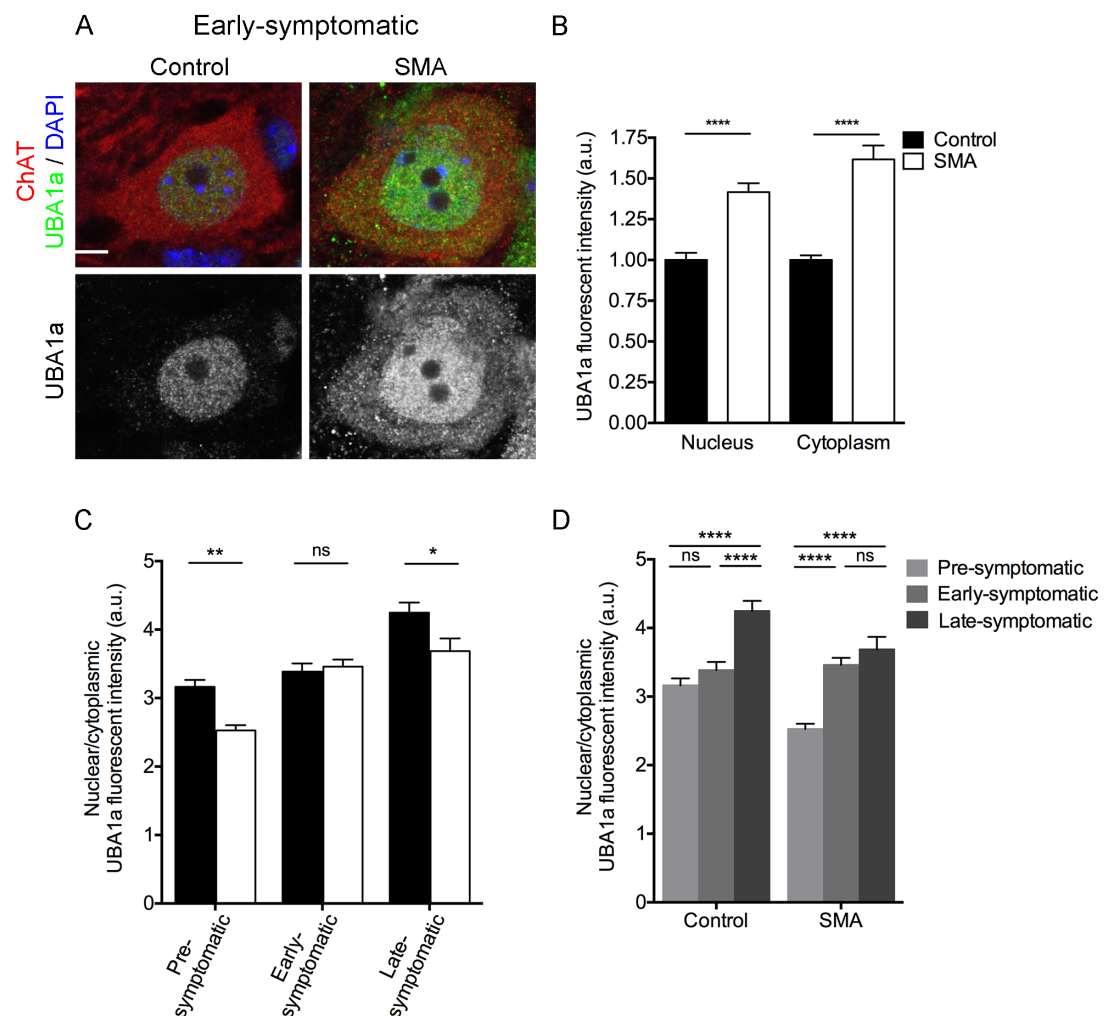 A
Early-symptomatic
Control
SMA
ChAT
UBA1a / DAPI
UBA1a
B
UBA1a fluorescent intensity (a.u.)
1.75
1.50
1.25
1.00
0.75
0.50
0.25
0.00
****
****
Nucleus
Cytoplasm
Control
SMA
C
Nuclear/cytoplasmic
UBA1a fluorescent intensity (a.u.)
5
4
3
2
1
0
**
ns
*
Pre-
symptomatic
Early-
symptomatic
Late-
symptomatic
D
Nuclear/cytoplasmic
UBA1a fluorescent intensity (a.u.)
5
4
3
2
1
0
****
ns
****
****
****
ns
Control
SMA
Pre-symptomatic
Early-symptomatic
Late-symptomatic